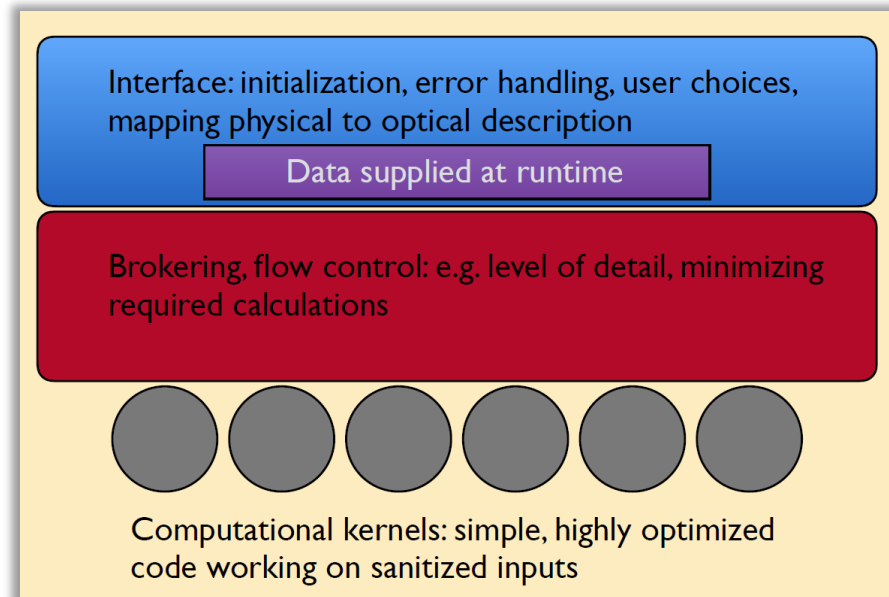 Interface: initialization, error handling, user choices,
mapping physical to optical description
Data supplied at runtime
Brokering, flow control: e.g. level of detail, minimizing
required calculations
Computational kernels: simple, highly optimized
code working on sanitized inputs